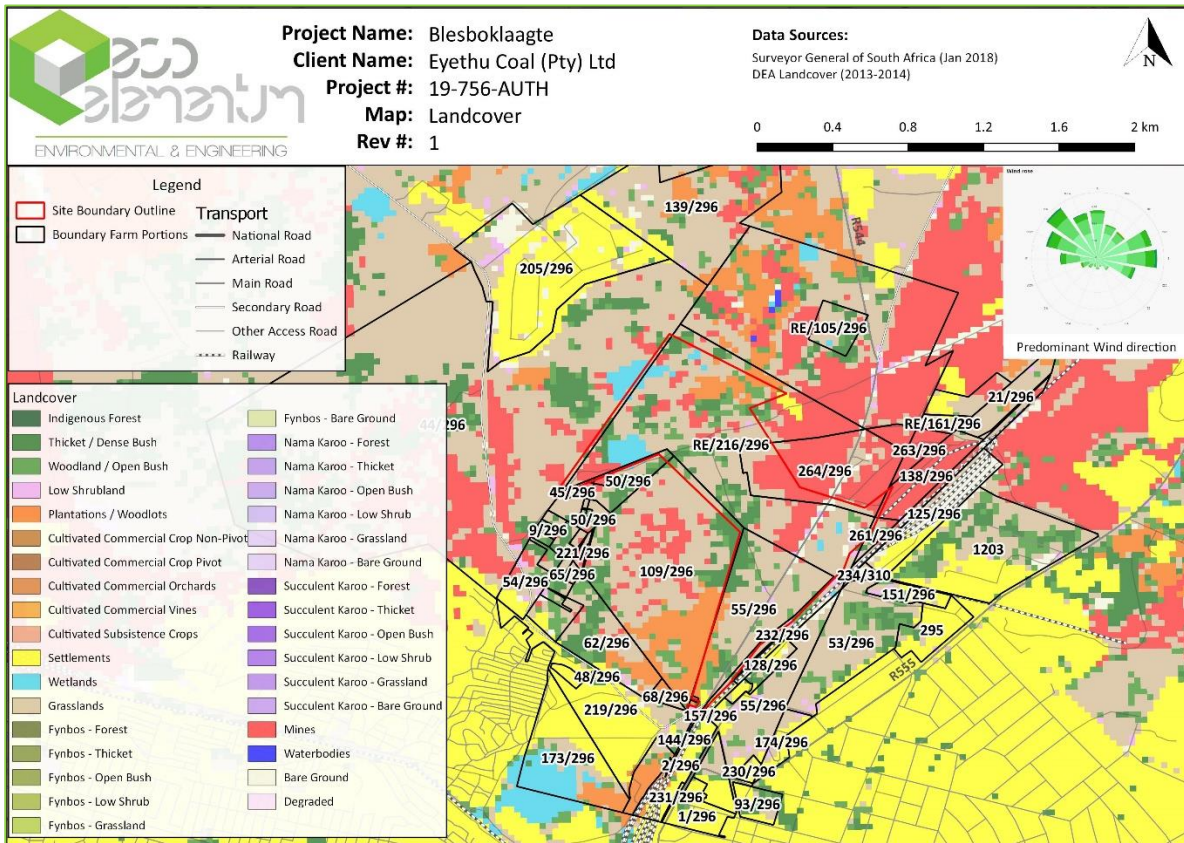 eco elementum
ENVIRONMENTAL & ENGINEERING
Project Name: Blesboklaagte
Client Name: Eyethu Coal (Pty) Ltd
Project #: 19-756-AUTH
Map: Landcover
Rev #: 1
Data Sources:
Surveyor General of South Africa (Jan 2018)
DEA Landcover (2013-2014)
N
0 0.4 0.8 1.2 1.6 2 km
Legend
Site Boundary Outline
Boundary Farm Portions
Transport
National Road
Arterial Road
Main Road
Secondary Road
Other Access Road
Railway
Wind rose
Predominant Wind direction
Landcover
Indigenous Forest
Thicket / Dense Bush
Woodland / Open Bush
Low Shrubland
Plantations / Woodlots
Cultivated Commercial Crop Non-Pivot
Cultivated Commercial Crop Pivot
Cultivated Commercial Orchards
Cultivated Commercial Vines
Cultivated Subsistence Crops
Settlements
Wetlands
Grasslands
Fynbos - Forest
Fynbos - Thicket
Fynbos - Open Bush
Fynbos - Low Shrub
Fynbos - Grassland
Fynbos - Bare Ground
Nama Karoo - Forest
Nama Karoo - Thicket
Nama Karoo - Open Bush
Nama Karoo - Low Shrub
Nama Karoo - Grassland
Nama Karoo - Bare Ground
Succulent Karoo - Forest
Succulent Karoo - Thicket
Succulent Karoo - Open Bush
Succulent Karoo - Low Shrub
Succulent Karoo - Grassland
Succulent Karoo - Bare Ground
Mines
Waterbodies
Bare Ground
Degraded
139/296
R544
205/296
RE/105/296
44/296
21/296
RE/161/296
RE/216/296
263/296
264/296
138/296
50/296
45/296
125/296
50/296
9/296
261/296
1203
221/296
65/296
109/296
234/310
54/296
151/296
55/296
232/296
62/296
53/296
295
128/296
48/296
R555
68/296
55/296
219/296
157/296
144/296
174/296
173/296
2/296
230/296
231/296
93/296
1/296